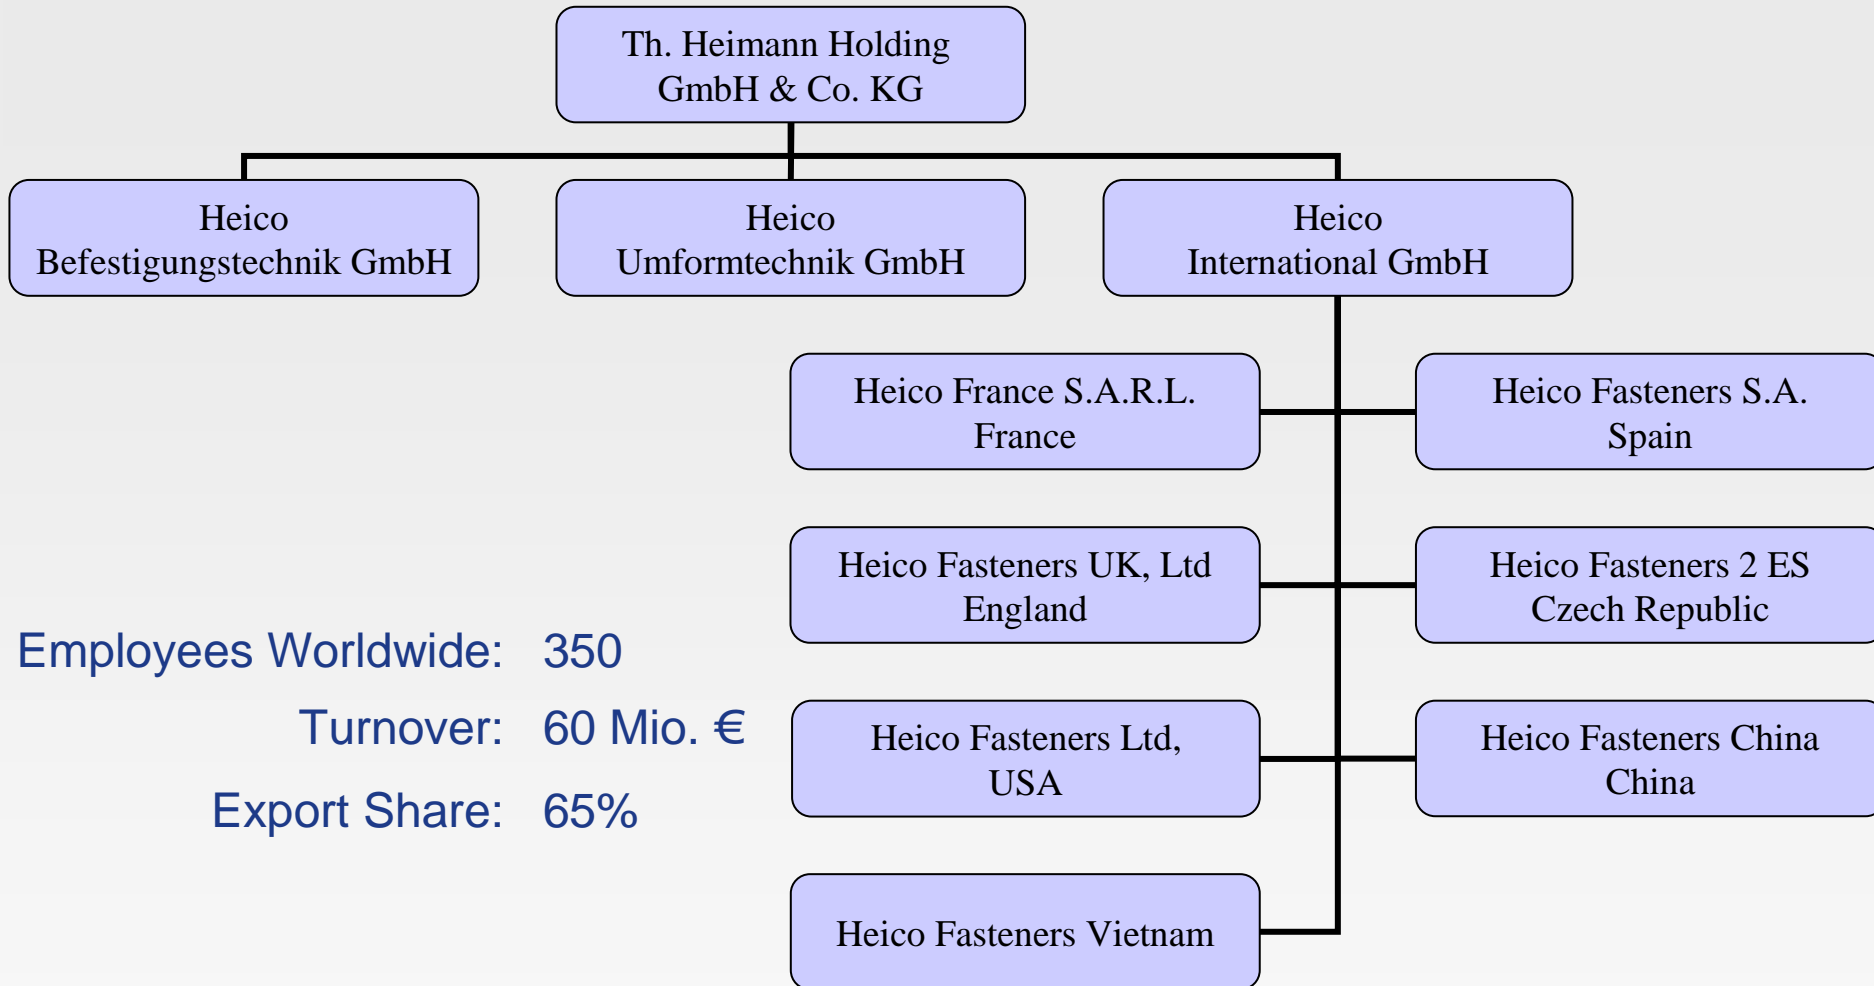 Th. Heimann Holding
GmbH & Co. KG
Heico
Befestigungstechnik GmbH
Heico
Umformtechnik GmbH
Heico
International GmbH
Heico France S.A.R.L.
France
Heico Fasteners S.A.
Spain
Heico Fasteners UK, Ltd
England
Heico Fasteners 2 ES
Czech Republic
Employees Worldwide: 350
Turnover: 60 Mio. €
Export Share: 65%
Heico Fasteners Ltd,
USA
Heico Fasteners China
China
Heico Fasteners Vietnam